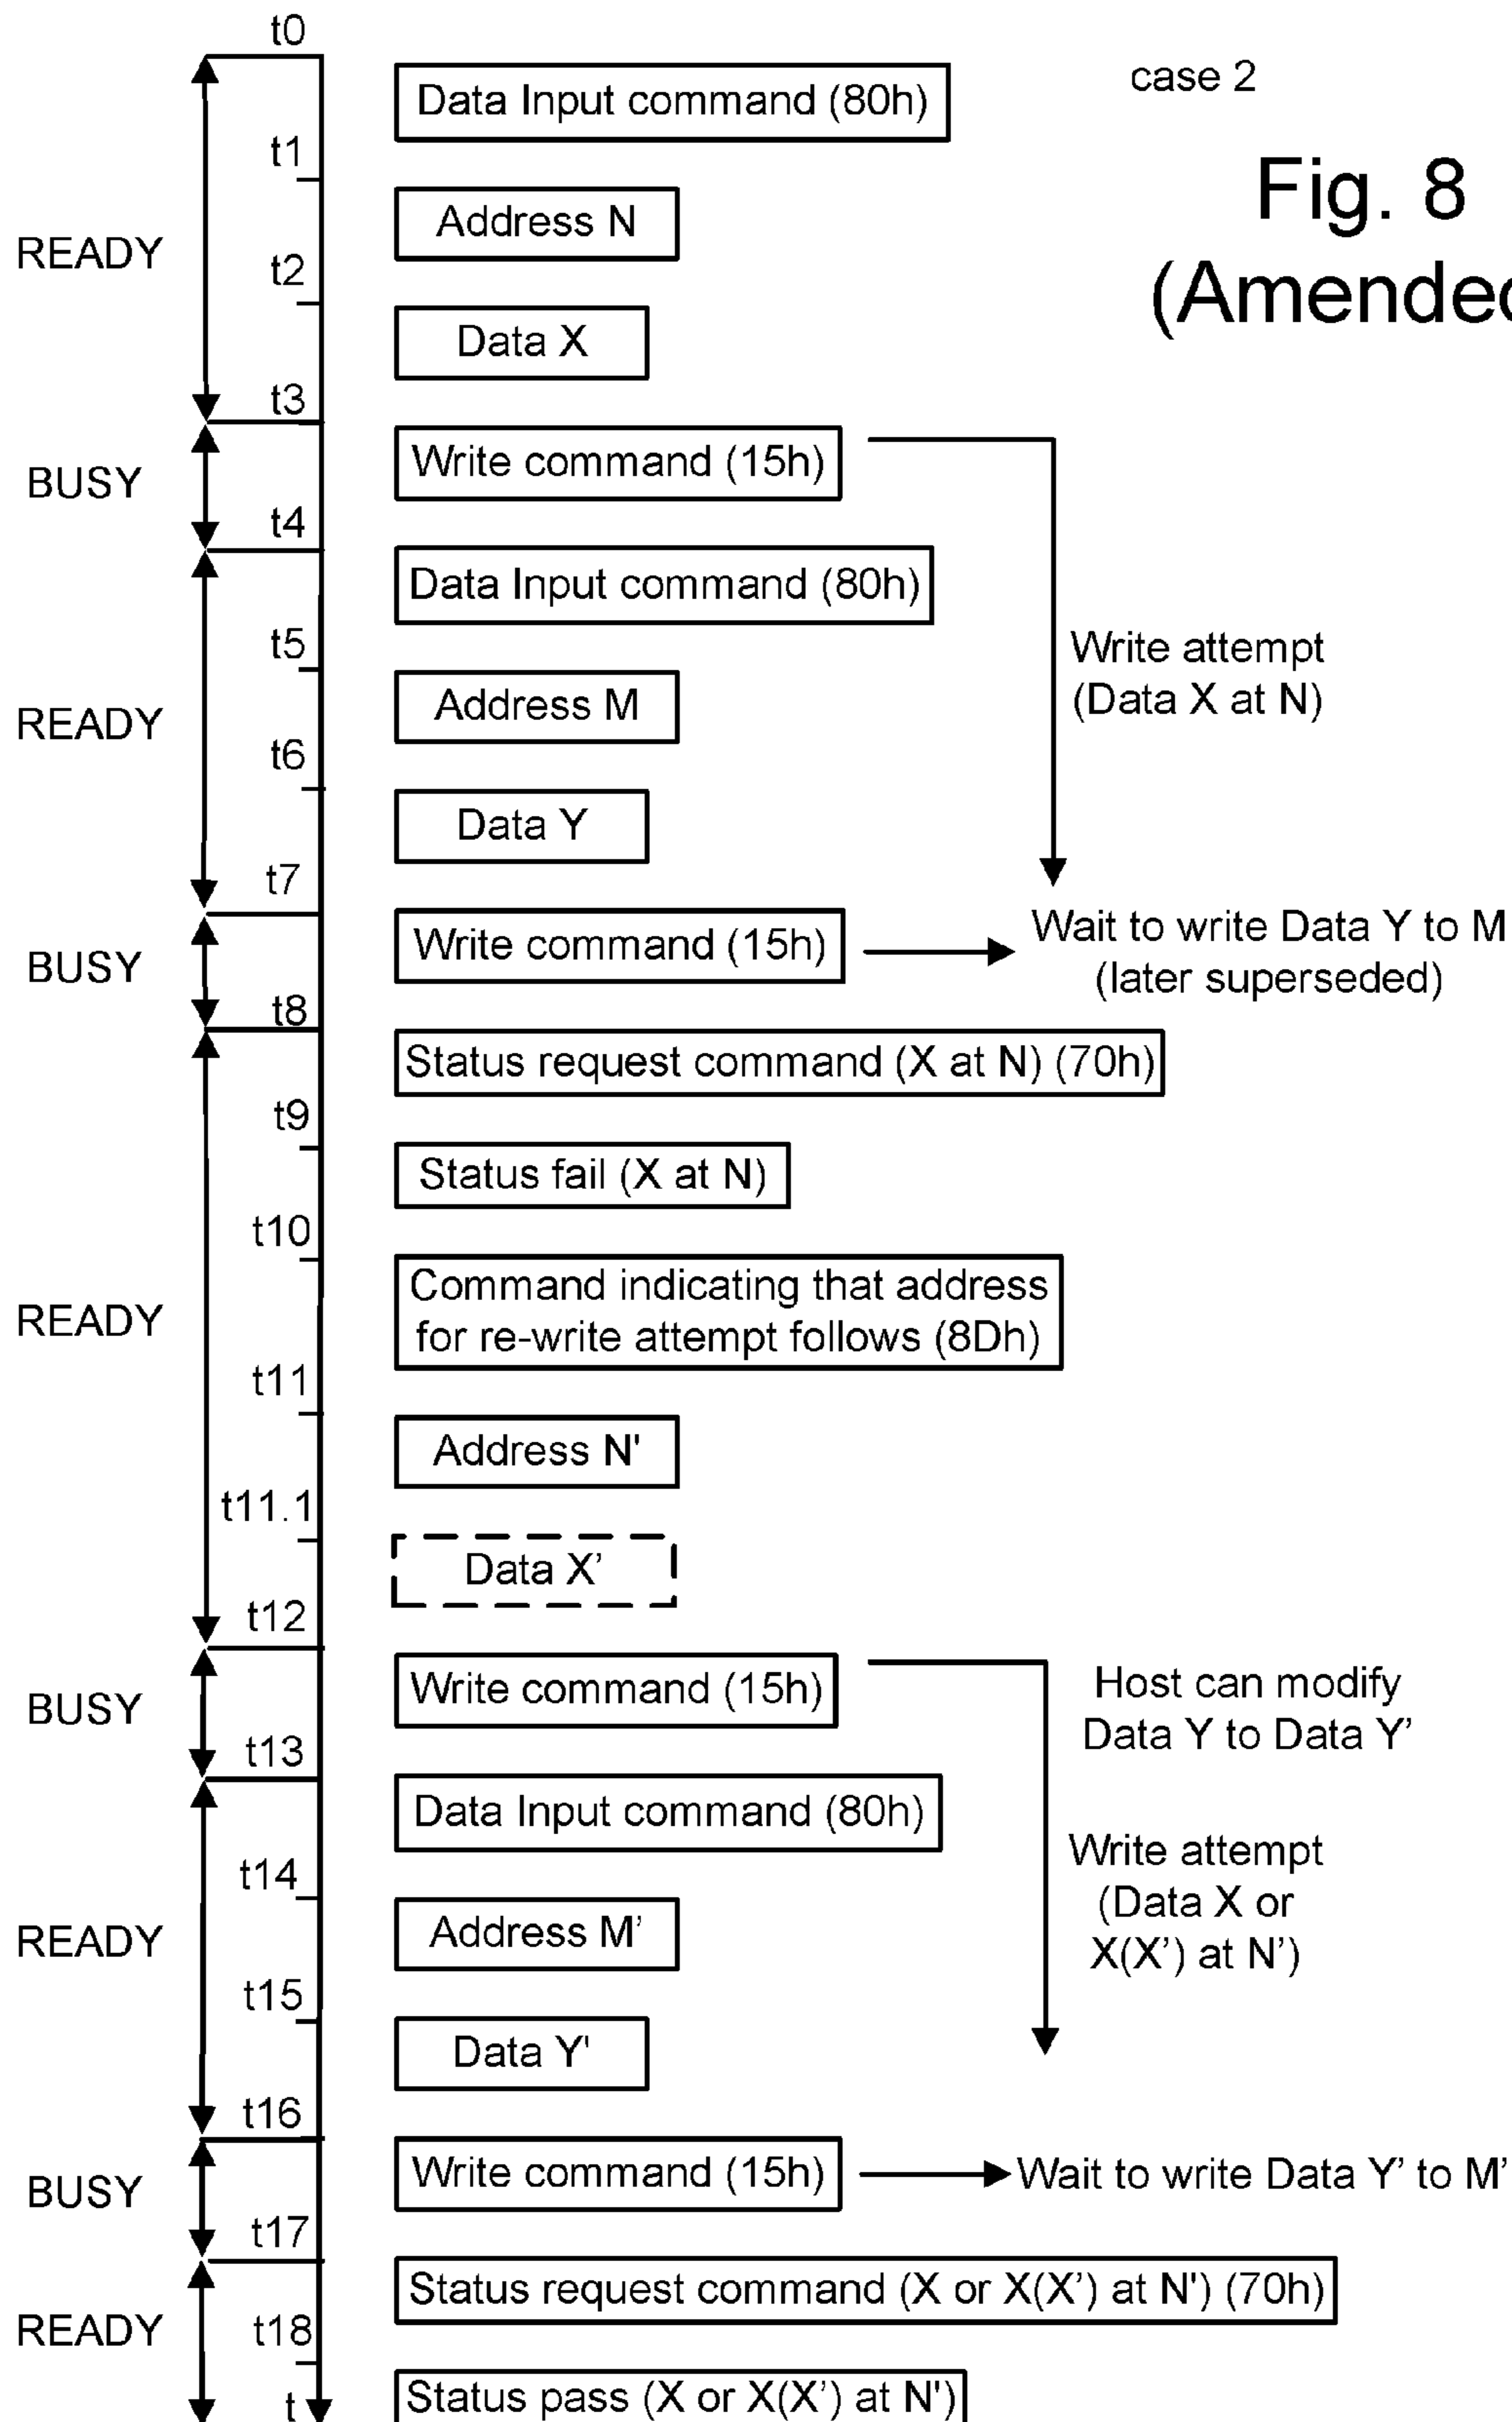 t0
Data Input command (80h)
case 2
Fig. 8
(Amended
t1
Address N
READY
t2
Data X
t3
Write command (15h)
BUSY
t4
Data Input command (80h)
t5
Write attempt
(Data X at N)
Address M
READY
t6
Data Y
t7
Write command (15h)
Wait to write Data Y to M
(later superseded)
BUSY
t8
Status request command (X at N) (70h)
t9
Status fail (X at N)
t10
Command indicating that address
for re-write attempt follows (8Dh)
READY
t11
Address N'
t11.1
Data X’
t12
Write command (15h)
Host can modify
Data Y to Data Y’
BUSY
t13
Data Input command (80h)
t14
Write attempt
(Data X or
X(X’) at N’)
Address M’
READY
t15
Data Y'
t16
Write command (15h)
Wait to write Data Y’ to M’
BUSY
t17
Status request command (X or X(X’) at N') (70h)
READY
t18
Status pass (X or X(X’) at N')
t